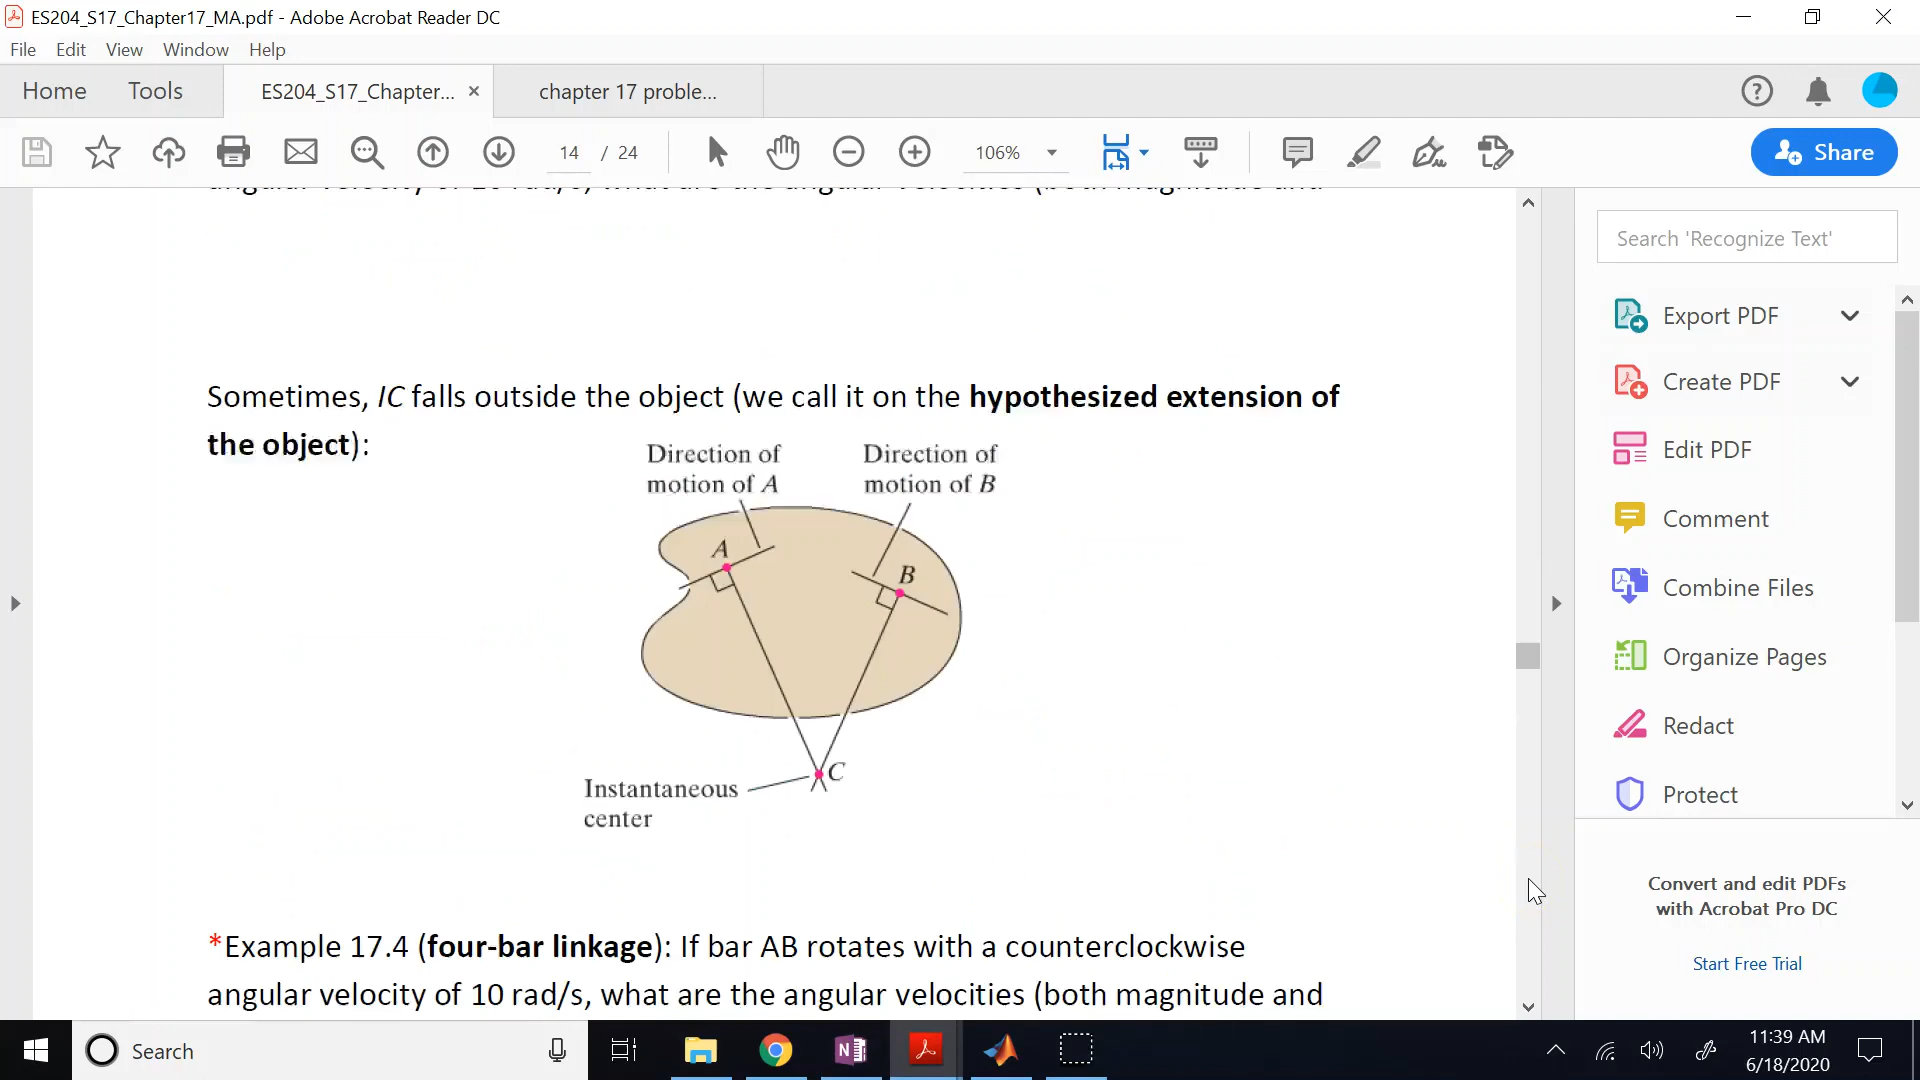 ES204_S17_Chapter17_MA.pdf - Adobe Acrobat Reader DC
File Edit View Window Help
Home Tools ES204_S17_Chapter... × chapter 17 proble...
14 / 24 106% Share
angular velocity of 10 rad/s, what are the angular velocities (both magnitude and
Sometimes, IC falls outside the object (we call it on the hypothesized extension of
the object):
Direction of
motion of A
Direction of
motion of B
A
B
C
Instantaneous
center
*Example 17.4 (four-bar linkage): If bar AB rotates with a counterclockwise
angular velocity of 10 rad/s, what are the angular velocities (both magnitude and
Search 'Recognize Text'
Export PDF
Create PDF
Edit PDF
Comment
Combine Files
Organize Pages
Redact
Protect
Convert and edit PDFs
with Acrobat Pro DC
Start Free Trial
Search
11:39 AM
6/18/2020